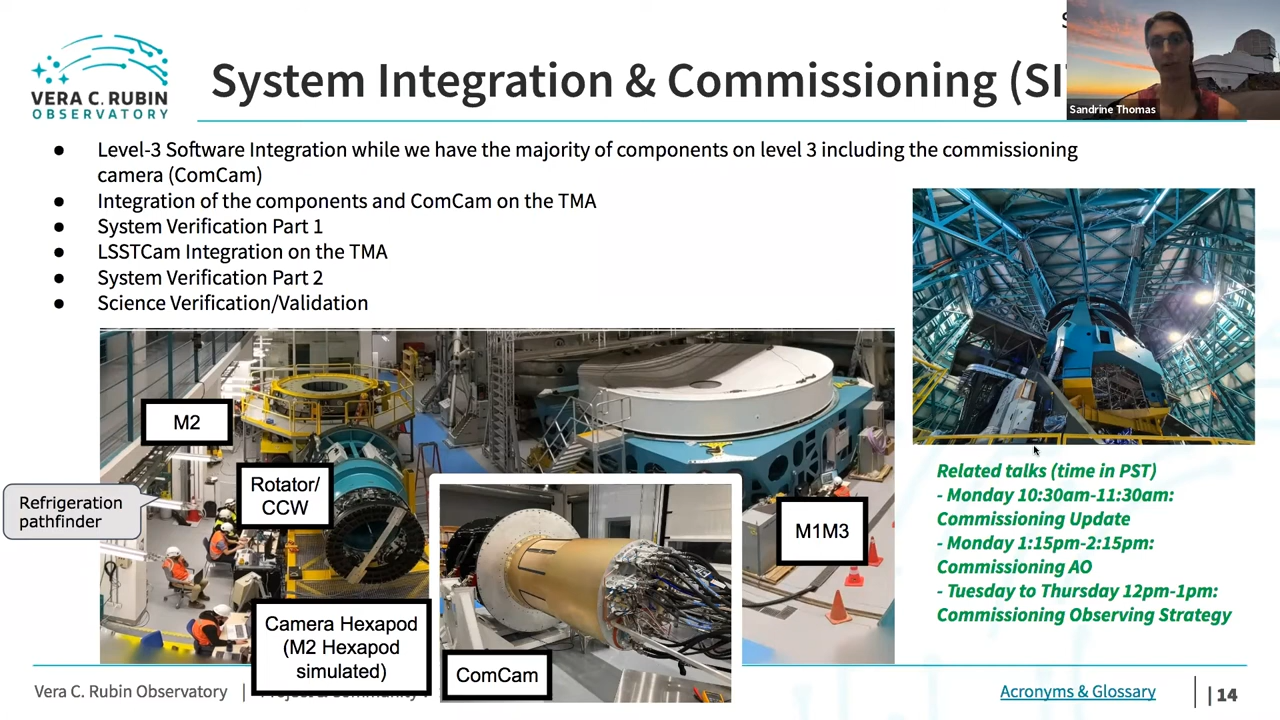 VERA C. RUBIN
OBSERVATORY
System Integration & Commissioning (SI
Sandrine Thomas
● Level-3 Software Integration while we have the majority of components on level 3 including the commissioning
camera (ComCam)
● Integration of the components and ComCam on the TMA
● System Verification Part 1
● LSSTCam Integration on the TMA
● System Verification Part 2
● Science Verification/Validation
M2
Rotator/
CCW
Refrigeration
pathfinder
Camera Hexapod
(M2 Hexapod
simulated)
ComCam
M1M3
Related talks (time in PST)
- Monday 10:30am-11:30am:
Commissioning Update
- Monday 1:15pm-2:15pm:
Commissioning AO
- Tuesday to Thursday 12pm-1pm:
Commissioning Observing Strategy
Vera C. Rubin Observatory |
Acronyms & Glossary
| 14